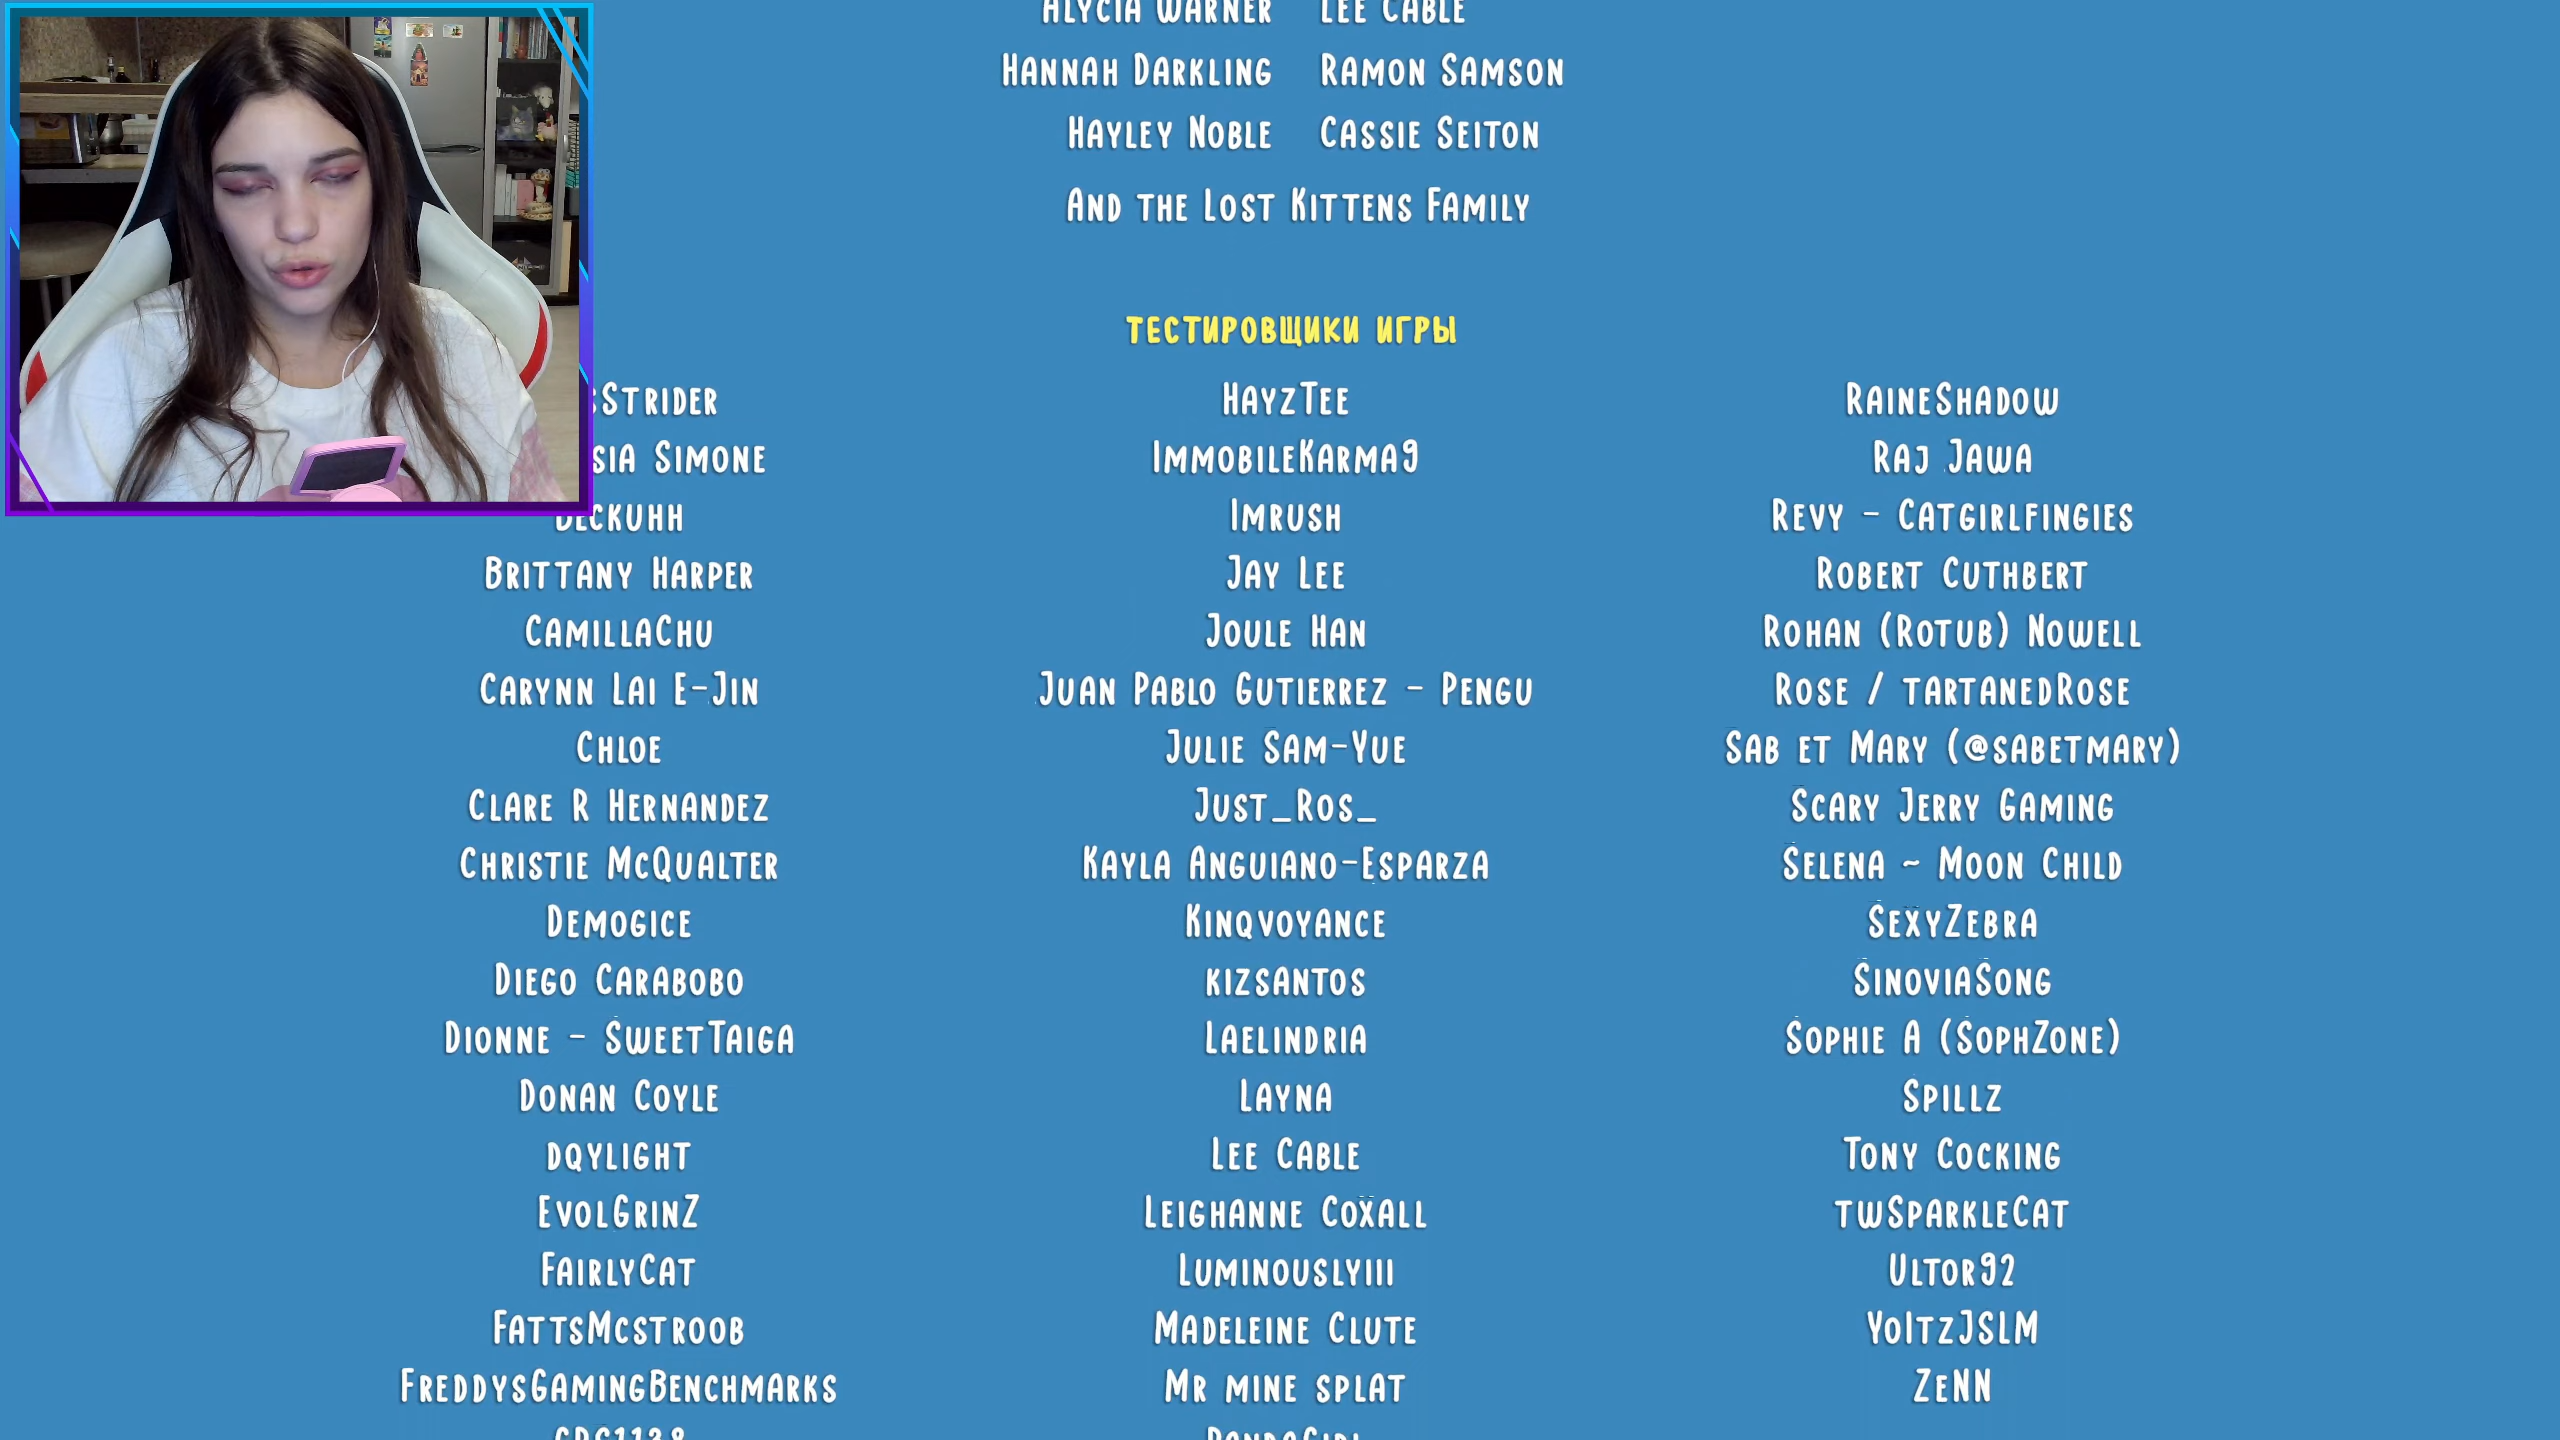 Alycia Warner Lee Cable
Hannah Darkling Ramon Samson
Hayley Noble Cassie Seiton
And the Lost Kittens Family
ТЕСТИРОВЩИКИ ИГРЫ
HayzTee RaineShadow
Simone ImmobileKarma9 Raj Jawa
Imrush Revy - Catgirlfingies
Brittany Harper Jay Lee Robert Cuthbert
CamillaChu Joule Han Rohan (Rotub) Nowell
Carynn Lai E-Jin Juan Pablo Gutierrez - Pengu Rose / tartanedRose
Chloe Julie Sam-Yue Sab et Mary (@sabetmary)
Clare R Hernandez Just_Ros_ Scary Jerry Gaming
Christie McQualter Kayla Anguiano-Esparza Selena ~ Moon Child
Demogice Kinqvoyance SexyZebra
Diego Carabobo kizsantos SinoviaSong
Dionne - SweetTaiga Laelindria Sophie A (SophZone)
Donan Coyle Layna Spillz
dqylight Lee Cable Tony Cocking
EvolGrinZ Leighanne Coxall twSparkleCat
FairlyCat Luminouslyiii Ultor92
FattsMcstroob Madeleine Clute YoItzJSLM
FreddysGamingBenchmarks Mr mine splat ZeNN